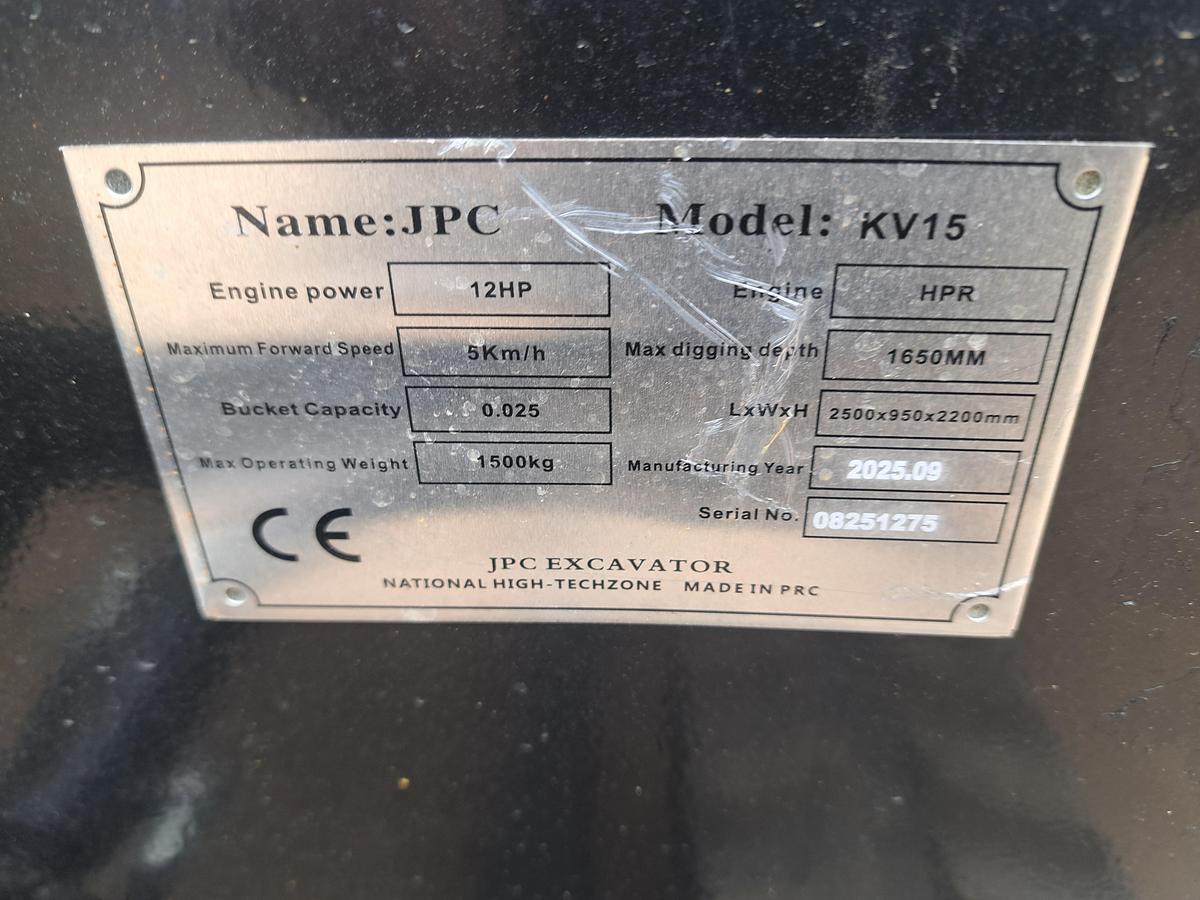 Name:JPC Model: KV15
Engine power 12HP Engine HPR
Maximum Forward Speed 5Km/h Max digging depth 1650MM
Bucket Capacity 0.025 LxWxH 2500x950x2200mm
Max Operating Weight 1500kg Manufacturing Year 2025.09
Serial No. 08251275
CE
JPC EXCAVATOR
NATIONAL HIGH-TECHZONE MADE IN PRC